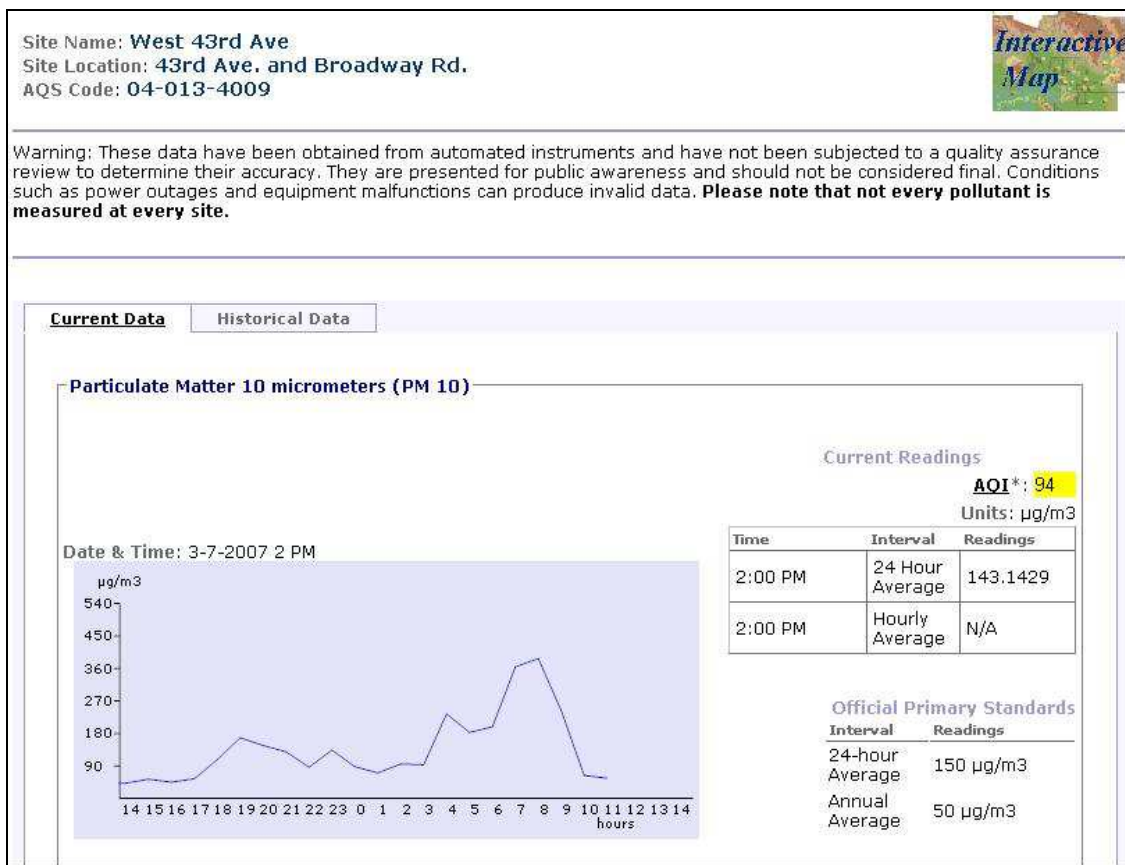 Site Name: West 43rd Ave
Site Location: 43rd Ave. and Broadway Rd.
AQS Code: 04-013-4009
Interactive
Map
Warning: These data have been obtained from automated instruments and have not been subjected to a quality assurance
review to determine their accuracy. They are presented for public awareness and should not be considered final. Conditions
such as power outages and equipment malfunctions can produce invalid data. Please note that not every pollutant is
measured at every site.
Current Data Historical Data
Particulate Matter 10 micrometers (PM 10)
Current Readings
AQI*: 94
Units: µg/m3
Date & Time: 3-7-2007 2 PM
µg/m3
540
450
360
270
180
90
14 15 16 17 18 19 20 21 22 23 0 1 2 3 4 5 6 7 8 9 10 11 12 13 14
hours
Time Interval Readings
2:00 PM 24 Hour Average 143.1429
2:00 PM Hourly Average N/A
Official Primary Standards
Interval Readings
24-hour Average 150 µg/m3
Annual Average 50 µg/m3